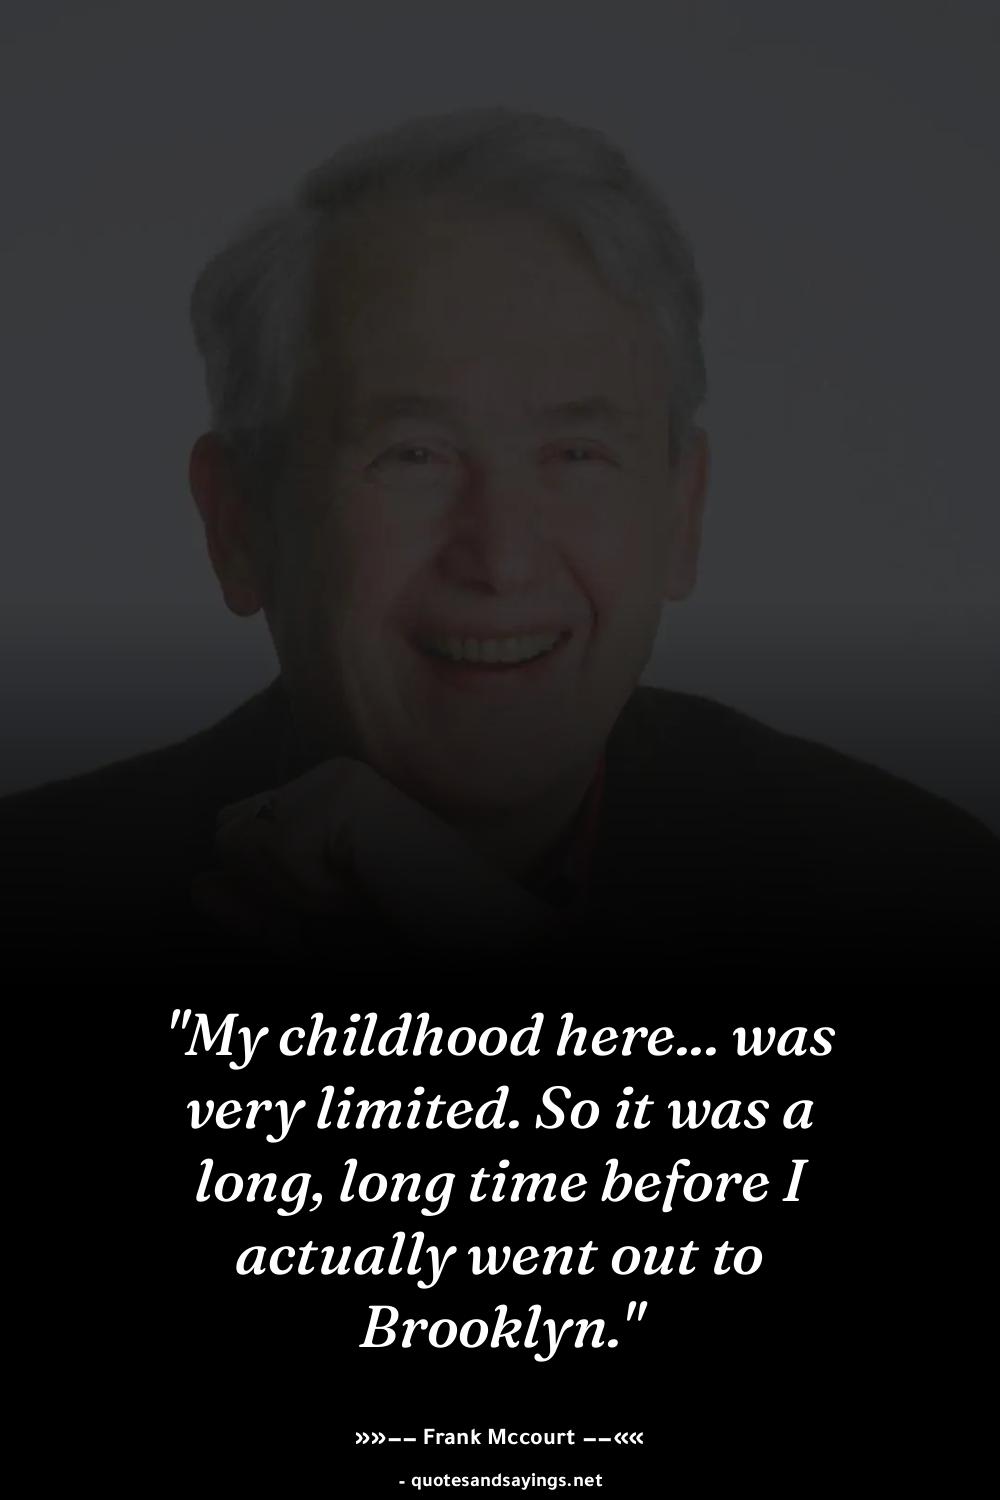 "My childhood here... was
very limited. So it was a
long, long time before I
actually went out to
Brooklyn."
»»−− Frank Mccourt −−««
- quotesandsayings.net